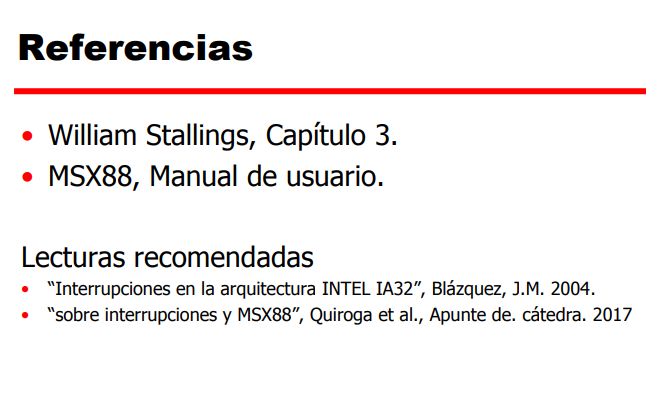 Referencias
• William Stallings, Capítulo 3.
• MSX88, Manual de usuario.
Lecturas recomendadas
• “Interrupciones en la arquitectura INTEL IA32”, Blázquez, J.M. 2004.
• “sobre interrupciones y MSX88”, Quiroga et al., Apunte de. cátedra. 2017